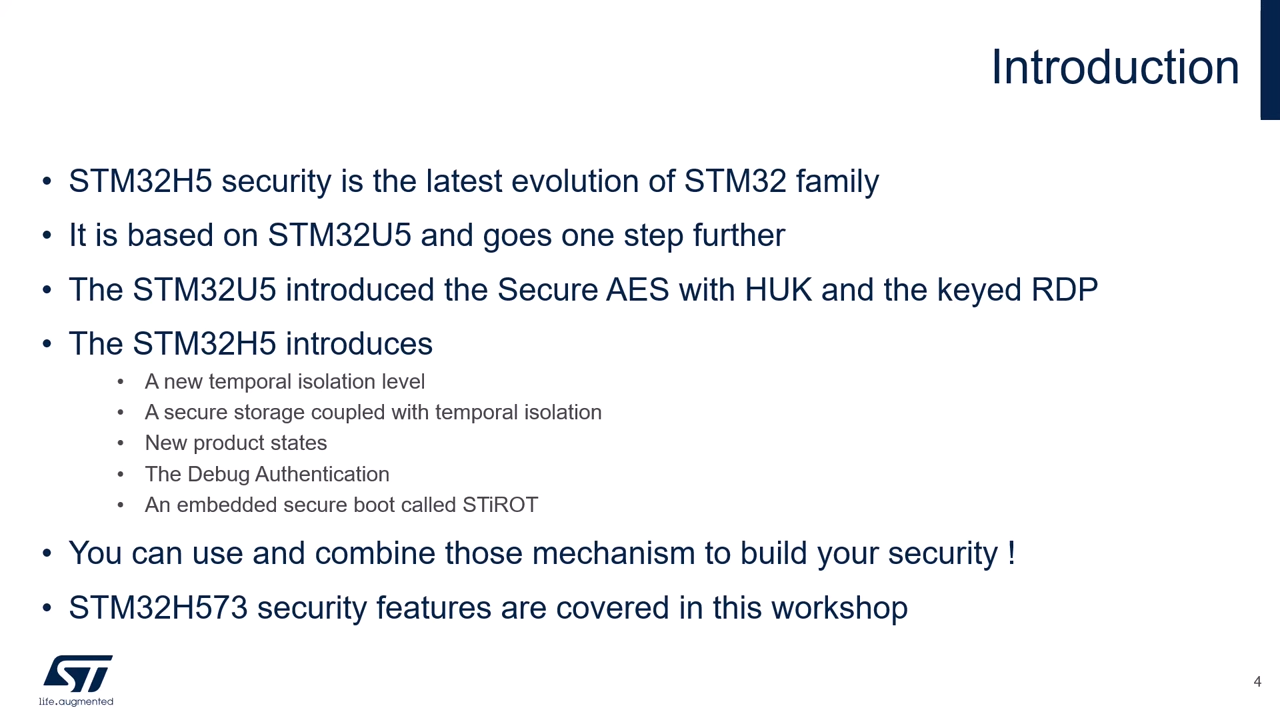 Introduction
• STM32H5 security is the latest evolution of STM32 family
• It is based on STM32U5 and goes one step further
• The STM32U5 introduced the Secure AES with HUK and the keyed RDP
• The STM32H5 introduces
• A new temporal isolation level
• A secure storage coupled with temporal isolation
• New product states
• The Debug Authentication
• An embedded secure boot called STiROT
• You can use and combine those mechanism to build your security !
• STM32H573 security features are covered in this workshop
ST
life.augmented
4